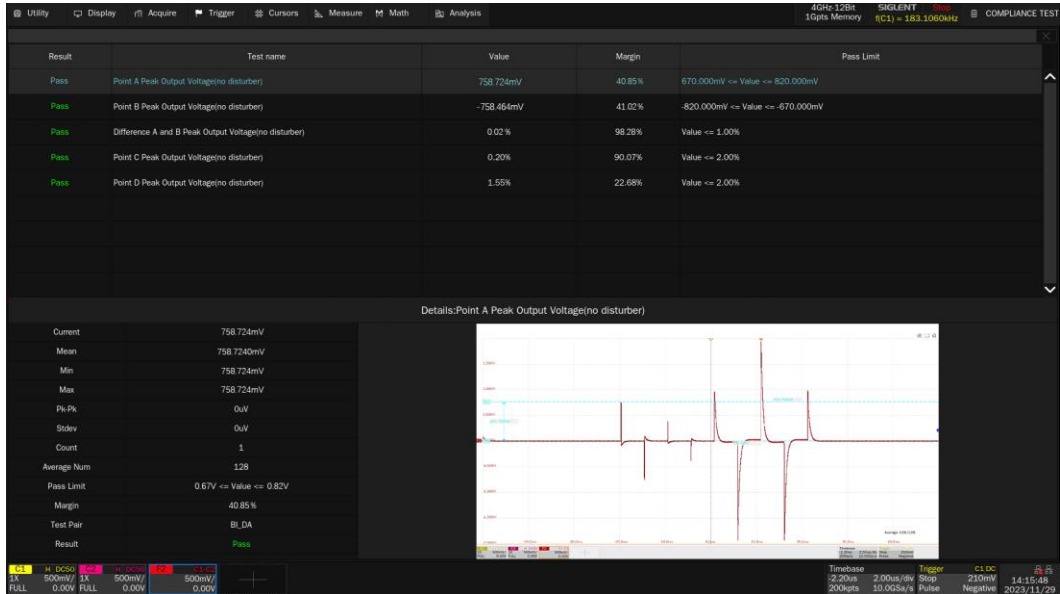 Utility Display Acquire Trigger Cursors Measure Math Analysis 4GHz-12Bit SIGLENT Stop COMPLIANCE TEST
1Gpts Memory f(C1) = 183.1060kHz
Result Test name Value Margin Pass Limit
Pass Point A Peak Output Voltage(no disturber) 758.724mV 40.85% 670.000mV <= Value <= 820.000mV
Pass Point B Peak Output Voltage(no disturber) -758.464mV 41.02% -820.000mV <= Value <= -670.000mV
Pass Difference A and B Peak Output Voltage(no disturber) 0.02 % 98.28% Value <= 1.00%
Pass Point C Peak Output Voltage(no disturber) 0.20% 90.07% Value <= 2.00%
Pass Point D Peak Output Voltage(no disturber) 1.55% 22.68% Value <= 2.00%
Details:Point A Peak Output Voltage(no disturber)
Current 758.724mV
Mean 758.7240mV
Min 758.724mV
Max 758.724mV
Pk-Pk 0uV
Stdev 0uV
Count 1
Average Num 128
Pass Limit 0.67V <= Value <= 0.82V
Margin 40.85 %
Test Pair BI_DA
Result Pass
Average 128/128
C1 H DC50 C2 H DC50 F2 C1-C2 Timebase Trigger C1 DC
1X 500mV/ 1X 500mV/ 500mV/ -2.20us 2.00us/div Stop 210mV 14:15:48
FULL 0.00V FULL 0.00V 0.00V 200kpts 10.0GSa/s Pulse Negative 2023/11/29